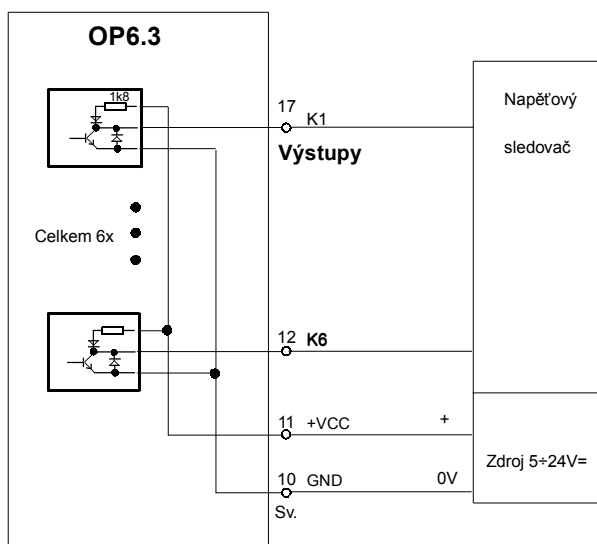 OP6.3
1k8
17
K1
Výstupy
Napěťový
sledovač
Celkem 6x
12
K6
11
+VCC
+
10
GND
0V
Zdroj 5÷24V=
Sv.